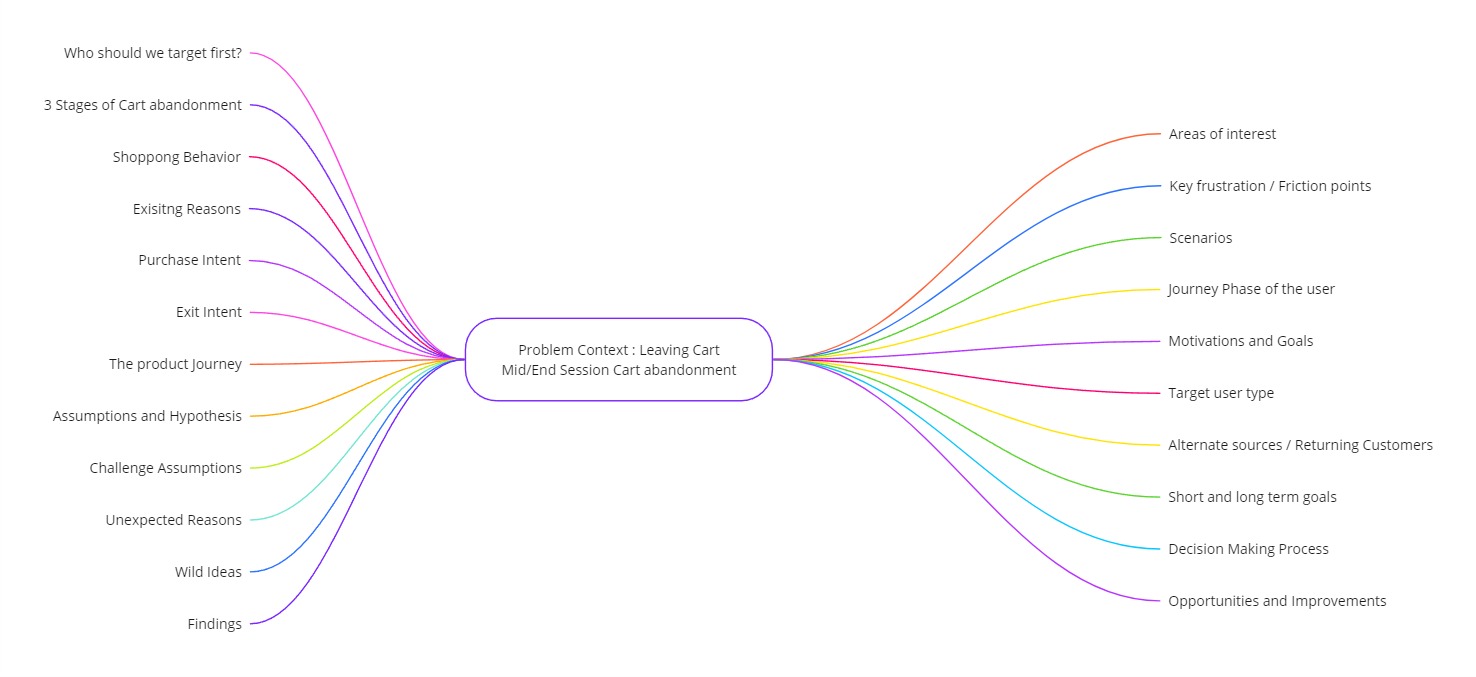 Who should we target first?
3 Stages of Cart abandonment
Shoppong Behavior
Exisitng Reasons
Purchase Intent
Exit Intent
The product Journey
Assumptions and Hypothesis
Challenge Assumptions
Unexpected Reasons
Wild Ideas
Findings
Problem Context : Leaving Cart
Mid/End Session Cart abandonment
Areas of interest
Key frustration / Friction points
Scenarios
Journey Phase of the user
Motivations and Goals
Target user type
Alternate sources / Returning Customers
Short and long term goals
Decision Making Process
Opportunities and Improvements